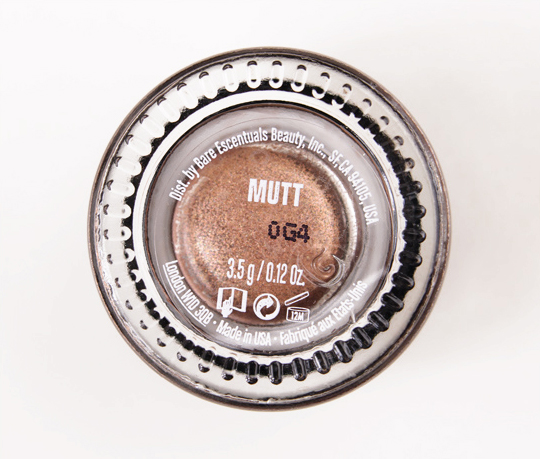 Dist. by Bare Escentuals Beauty, Inc., SF, CA 94105, USA
MUTT
0G4
3.5 g / 0.12 Oz.
12M
London W1D 3QB • Made in USA • Fabriqué aux États-Unis